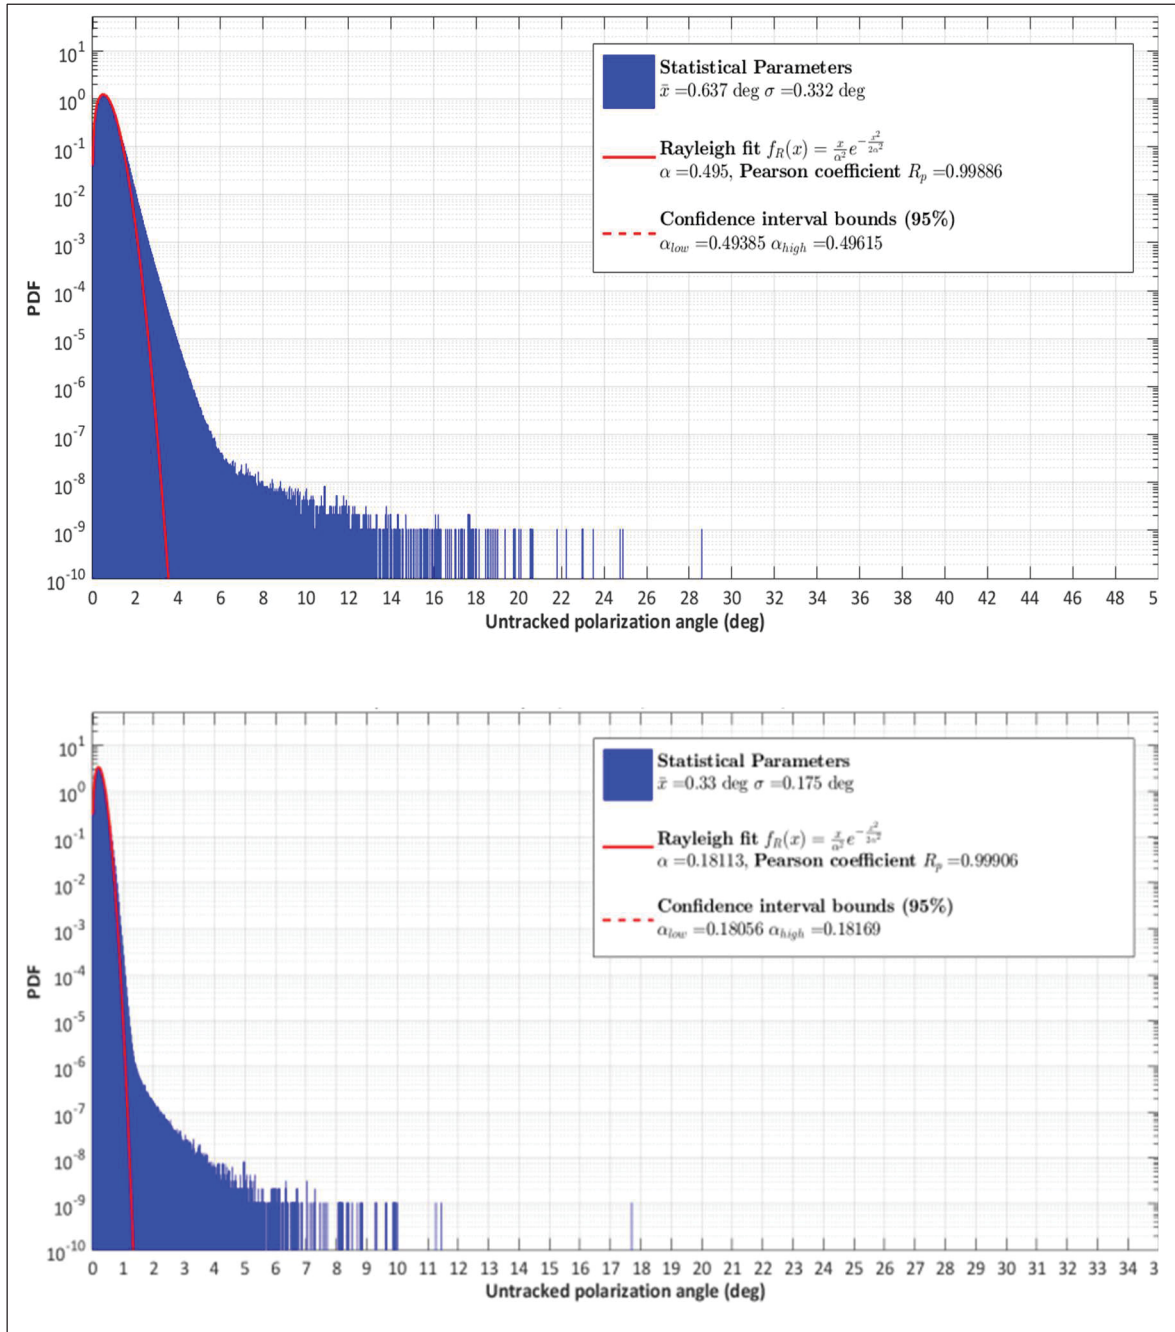 10^1
10^0
10^-1
10^-2
10^-3
10^-4
10^-5
10^-6
10^-7
10^-8
10^-9
10^-10
PDF
Statistical Parameters
x̄ =0.637 deg σ =0.332 deg
Rayleigh fit f_R(x) = x/α^2 e^{-x^2/2α^2}
α =0.495, Pearson coefficient R_p =0.99886
Confidence interval bounds (95%)
α_low =0.49385 α_high =0.49615
0 2 4 6 8 10 12 14 16 18 20 22 24 26 28 30 32 34 36 38 40 42 44 46 48 5
Untracked polarization angle (deg)
10^1
10^0
10^-1
10^-2
10^-3
10^-4
10^-5
10^-6
10^-7
10^-8
10^-9
10^-10
PDF
Statistical Parameters
x̄ =0.33 deg σ =0.175 deg
Rayleigh fit f_R(x) = x/α^2 e^{-x^2/2α^2}
α =0.18113, Pearson coefficient R_p =0.99906
Confidence interval bounds (95%)
α_low =0.18056 α_high =0.18169
0 1 2 3 4 5 6 7 8 9 10 11 12 13 14 15 16 17 18 19 20 21 22 23 24 25 26 27 28 29 30 31 32 33 34 3
Untracked polarization angle (deg)